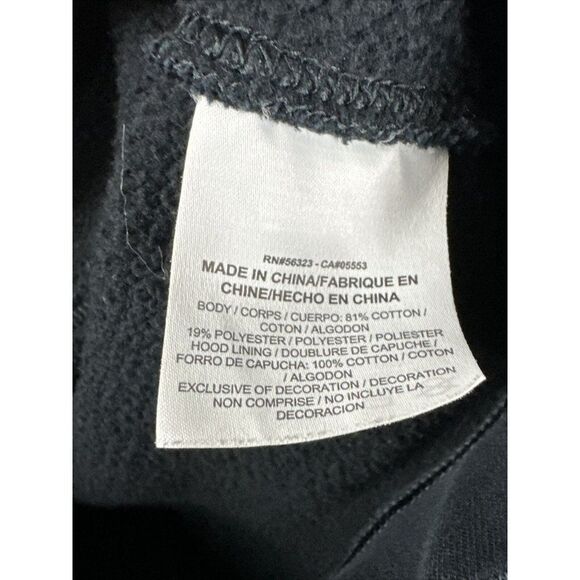 RN#56323 - CA#05553
MADE IN CHINA/FABRIQUE EN
CHINE/HECHO EN CHINA
BODY / CORPS / CUERPO: 81% COTTON /
COTON / ALGODON
19% POLYESTER / POLYESTER / POLIESTER
HOOD LINING / DOUBLURE DE CAPUCHE /
FORRO DE CAPUCHA: 100% COTTON / COTON
/ ALGODON
EXCLUSIVE OF DECORATION / DECORATION
NON COMPRISE / NO INCLUYE LA
DECORACION